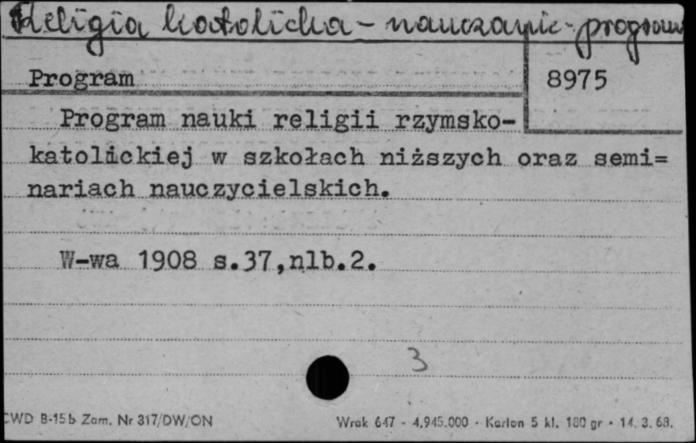 Religia katolicka - nauczanie - program
Program
8975
Program nauki religii rzymsko-
katolickiej w szkołach niższych oraz semi=
nariach nauczycielskich.
W-wa 1908 s.37,nlb.2.
3
CWD B-15b Zam. Nr 317/DW/ON
Wrak 647 - 4.945.000 - Karton 5 kl. 180 gr - 14. 3. 63.